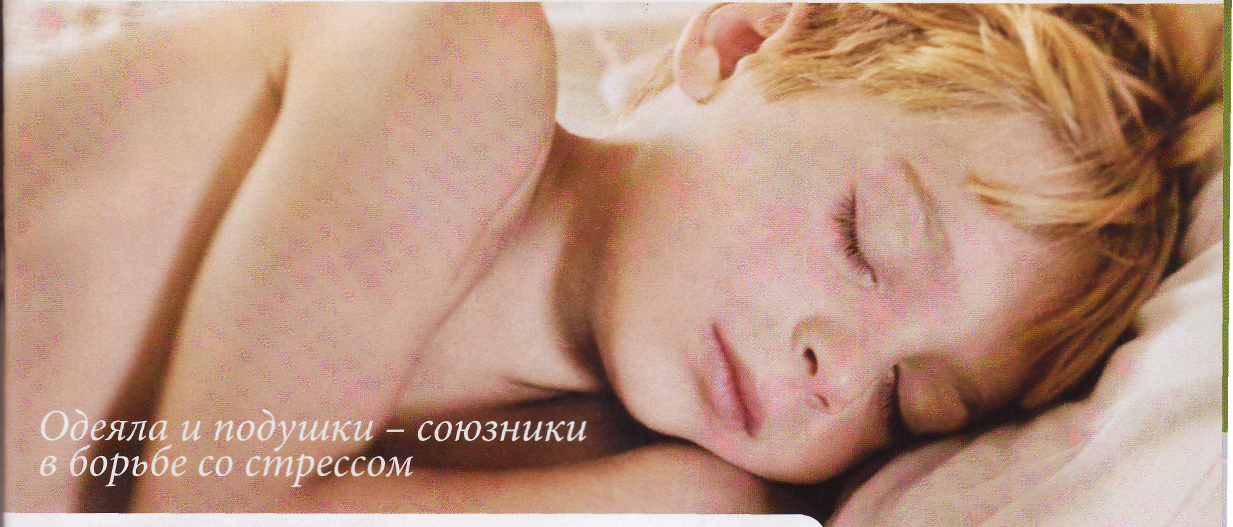 Одеяла и подушки – союзники
в борьбе со стрессом